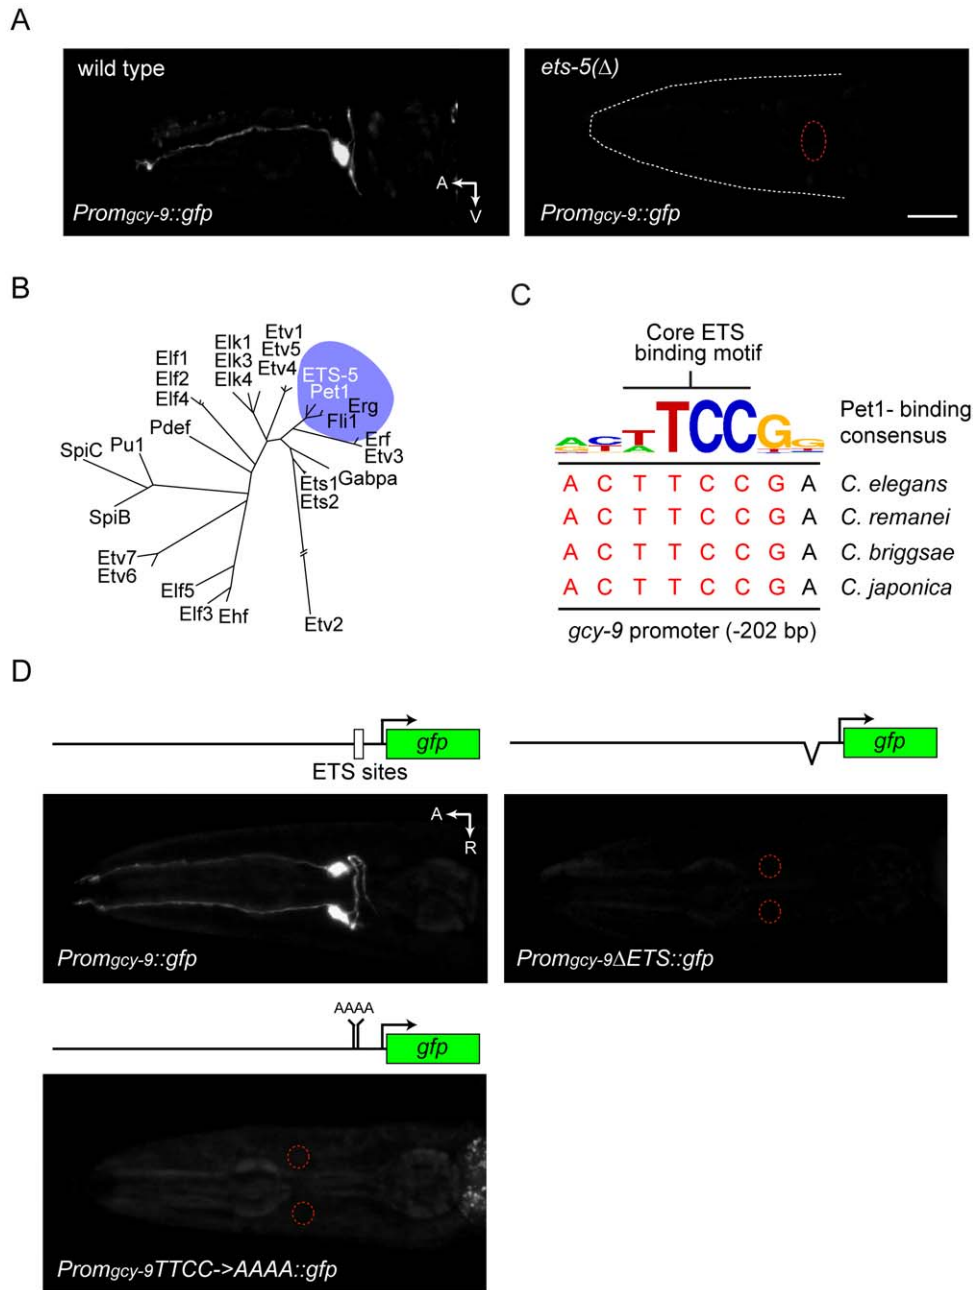 A
wild type
A
V
Promgcy-9::gfp
ets-5(Δ)
Promgcy-9::gfp
B
Elf1
Elf2
Elf4
Elk1
Elk3
Elk4
Etv1
Etv5
Etv4
ETS-5
Pet1
Fli1
Erg
Erf
Etv3
Gabpa
Ets1
Ets2
Etv2
Pdef
SpiC
Pu1
SpiB
Etv7
Etv6
Elf5
Elf3
Ehf
C
Core ETS
binding motif
TCCG
Pet1- binding
consensus
A C T T C C G A C. elegans
A C T T C C G A C. remanei
A C T T C C G A C. briggsae
A C T T C C G A C. japonica
gcy-9 promoter (-202 bp)
D
gfp
ETS sites
A
R
Promgcy-9::gfp
gfp
Promgcy-9ΔETS::gfp
AAAA
gfp
Promgcy-9TTCC->AAAA::gfp